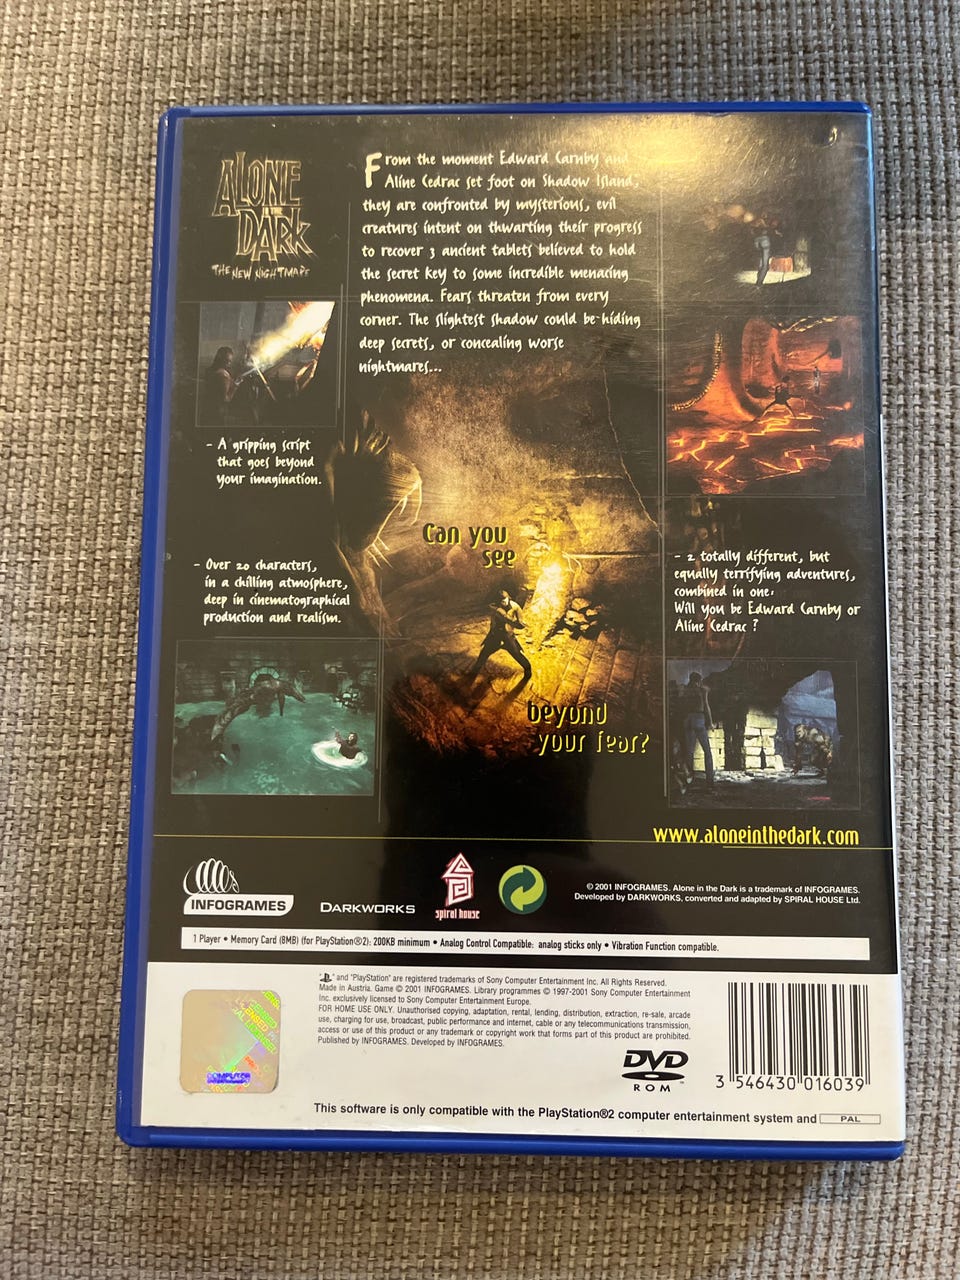 ALONE
IN THE
DARK
THE NEW NIGHTMARE
From the moment Edward Carnby and
Aline Cedrac set foot on Shadow Island,
they are confronted by mysterious, evil
creatures intent on thwarting their progress
to recover 3 ancient tablets believed to hold
the secret key to some incredible menacing
phenomena. Fears threaten from every
corner. The slightest shadow could be hiding
deep secrets, or concealing worse
nightmares...
- A gripping script
that goes beyond
your imagination.
Can you
see
- Over 20 characters,
in a chilling atmosphere,
deep in cinematographical
production and realism.
- 2 totally different, but
equally terrifying adventures,
combined in one.
Will you be Edward Carnby or
Aline Cedrac ?
beyond
your fear?
www.aloneinthedark.com
INFOGRAMES
DARKWORKS
spiral house
© 2001 INFOGRAMES. Alone in the Dark is a trademark of INFOGRAMES.
Developed by DARKWORKS, converted and adapted by SPIRAL HOUSE Ltd.
1 Player • Memory Card (8MB) (for PlayStation®2): 200KB minimum • Analog Control Compatible: analog sticks only • Vibration Function compatible.
" and "PlayStation" are registered trademarks of Sony Computer Entertainment Inc. All Rights Reserved.
Made in Austria. Game © 2001 INFOGRAMES. Library programmes © 1997-2001 Sony Computer Entertainment
Inc. exclusively licensed to Sony Computer Entertainment Europe.
FOR HOME USE ONLY. Unauthorised copying, adaptation, rental, lending, distribution, extraction, re-sale, arcade
use, charging for use, broadcast, public performance and internet, cable or any telecommunications transmission,
access or use of this product or any trademark or copyright work that forms part of this product are prohibited.
Published by INFOGRAMES. Developed by INFOGRAMES.
DVD
ROM
3 546430 016039
COMPUTER
This software is only compatible with the PlayStation®2 computer entertainment system and PAL